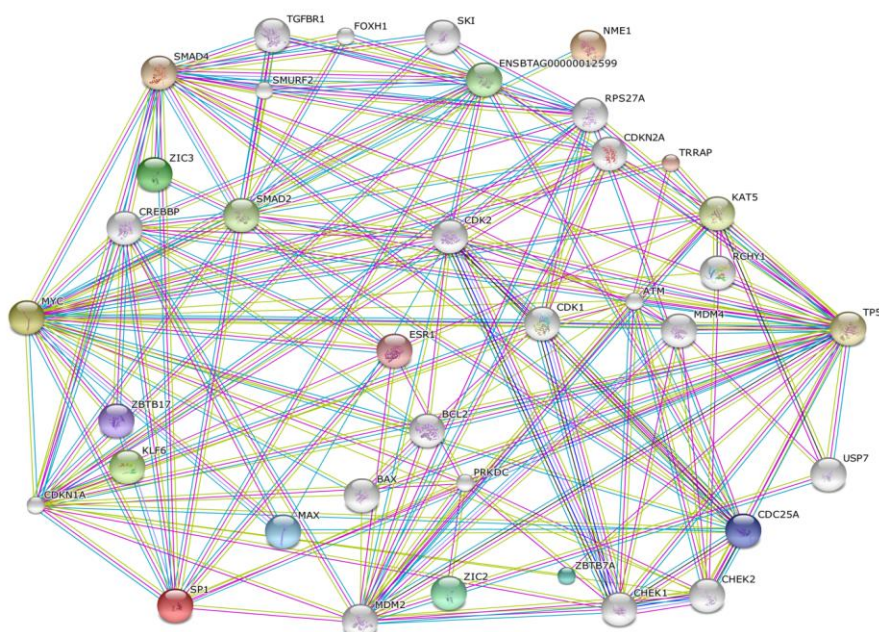 TGFBR1
FOXH1
SKI
NME1
SMAD4
ENSBTAG00000012599
SMURF2
RPS27A
CDKN2A
TRRAP
ZIC3
KAT5
CREBBP
SMAD2
CDK2
RCHY1
MYC
ATM
CDK1
MDM4
TP5
ESR1
ZBTB17
BCL2
KLF6
BAX
PRKDC
USP7
CDKN1A
MAX
CDC25A
ZBTB7A
SP1
ZIC2
CHEK2
MDM2
CHEK1